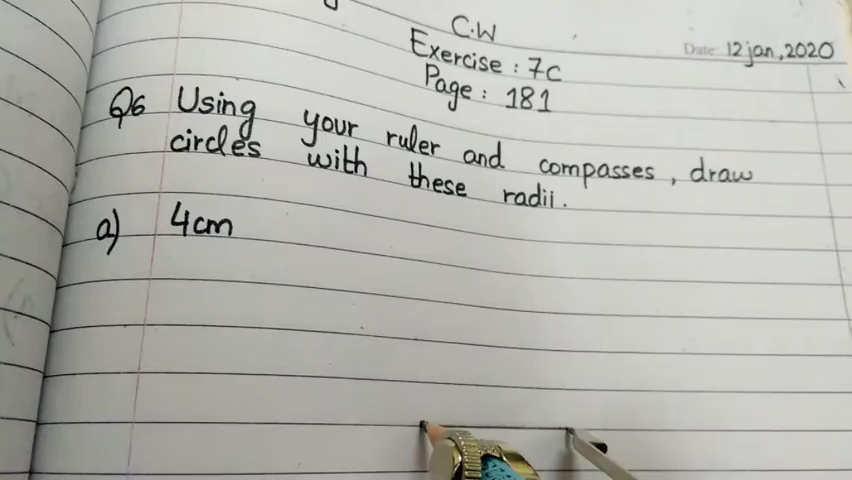 C.W
Exercise : 7c
Date 12 jan, 2020
Page : 181
Q6 Using your ruler and compasses, draw
circles with these radii.
a) 4cm